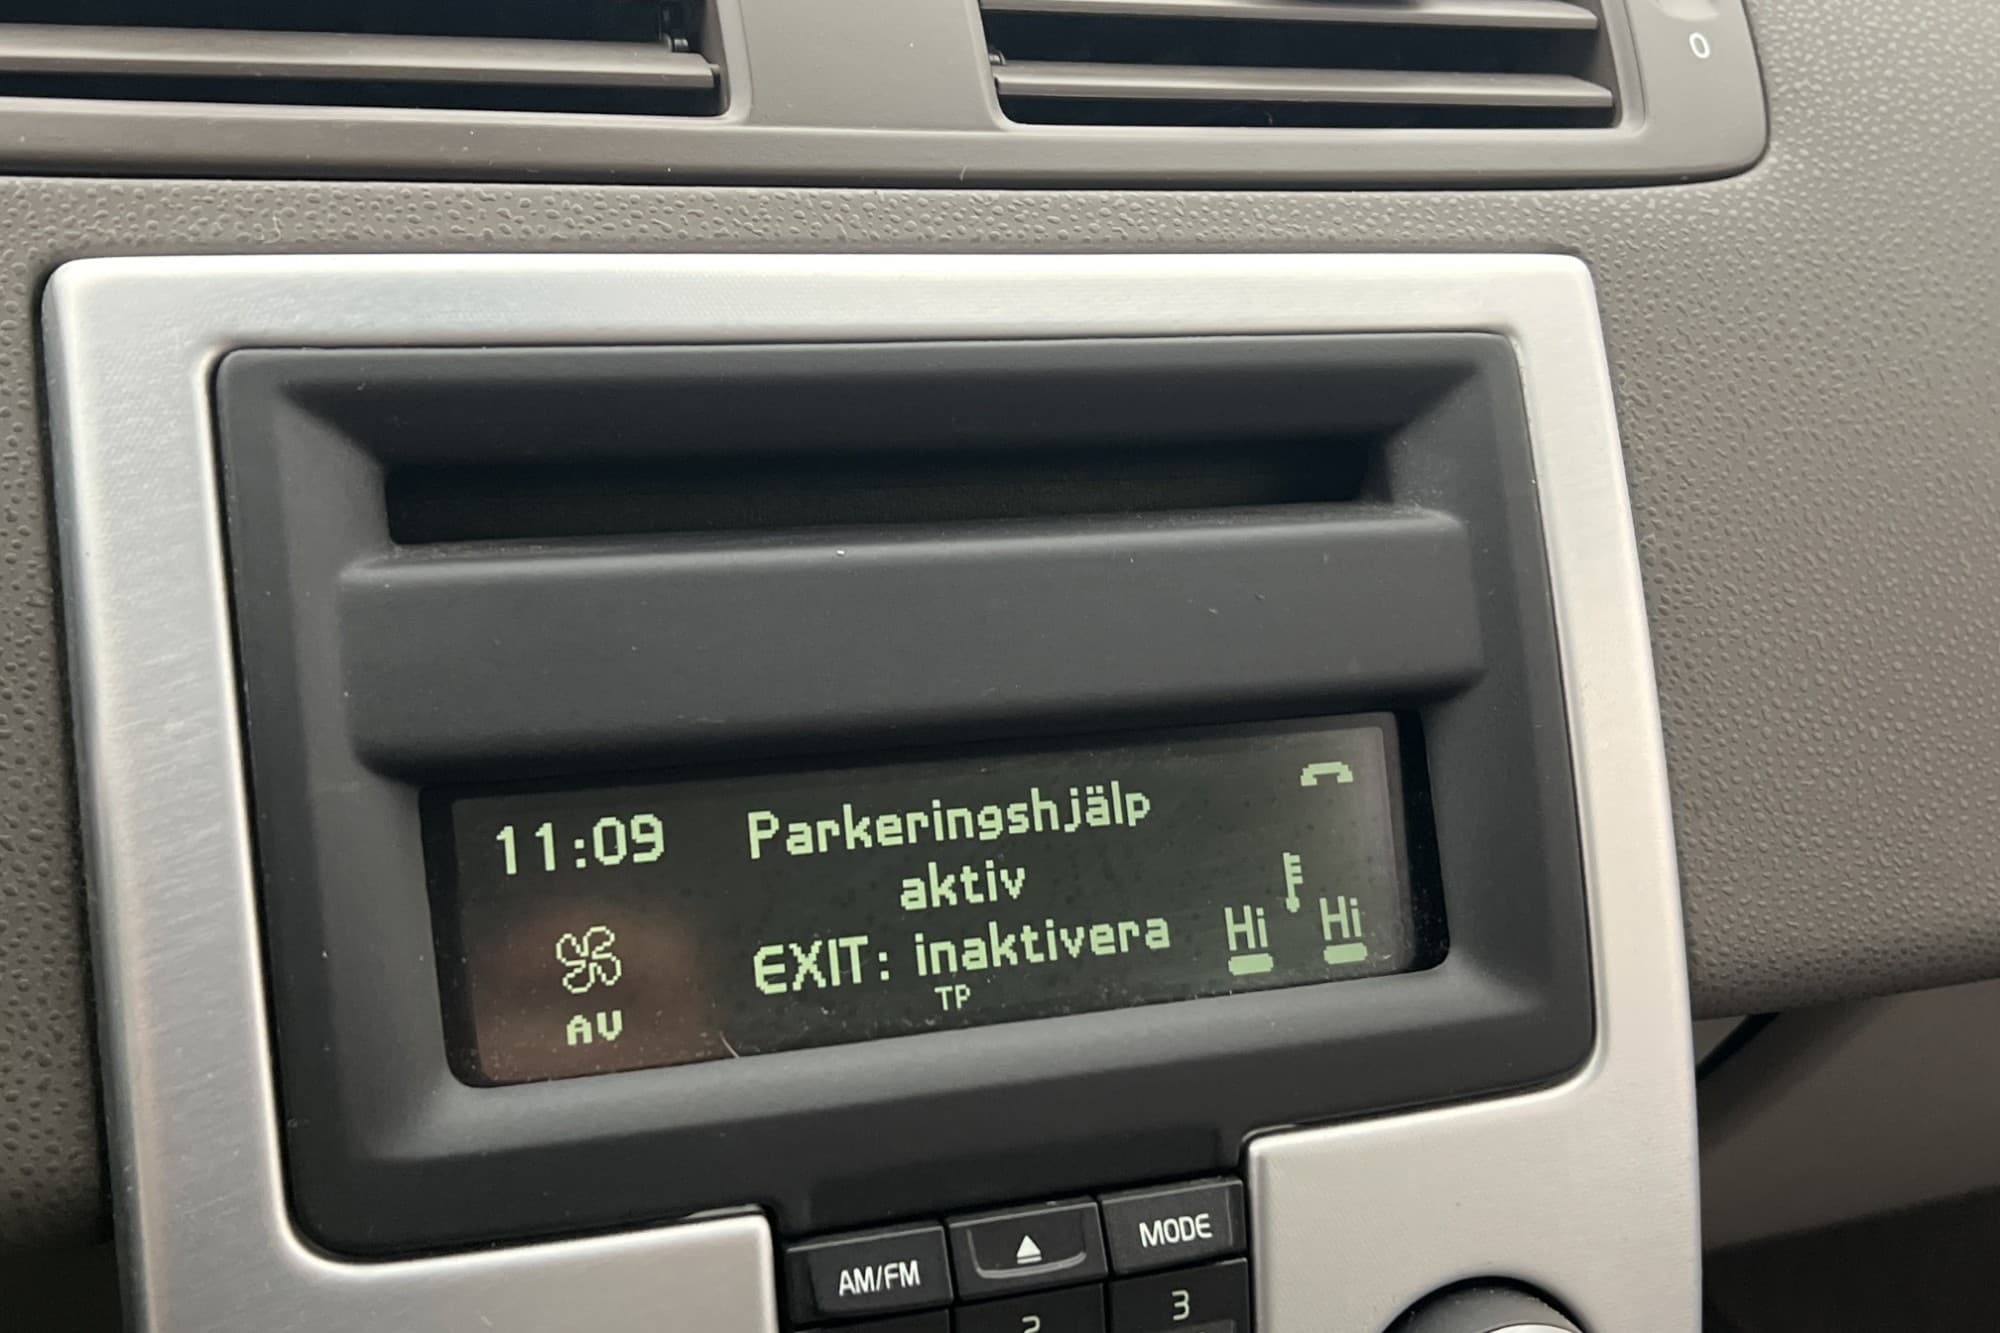 0
11:09
Parkeringshjälp
aktiv
EXIT: inaktivera
Hi Hi
AV
TP
AM/FM
MODE
2
3